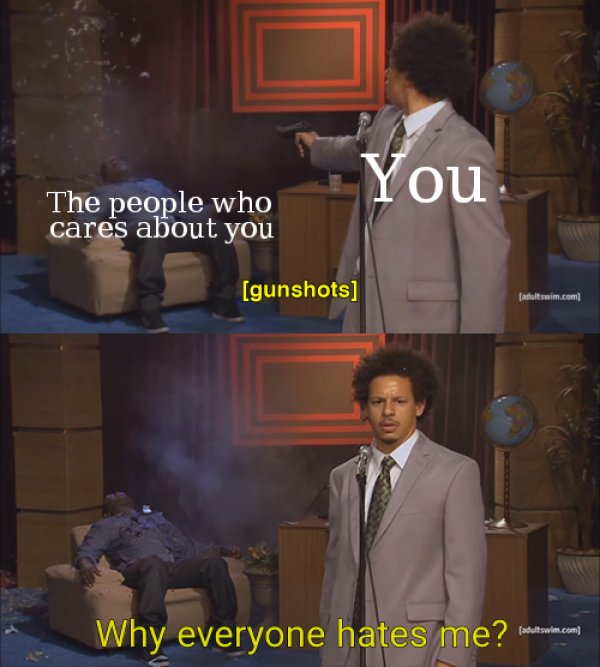 You
The people who
cares about you
[gunshots]
[adultswim.com]
Why everyone hates me?
[adultswim.com]